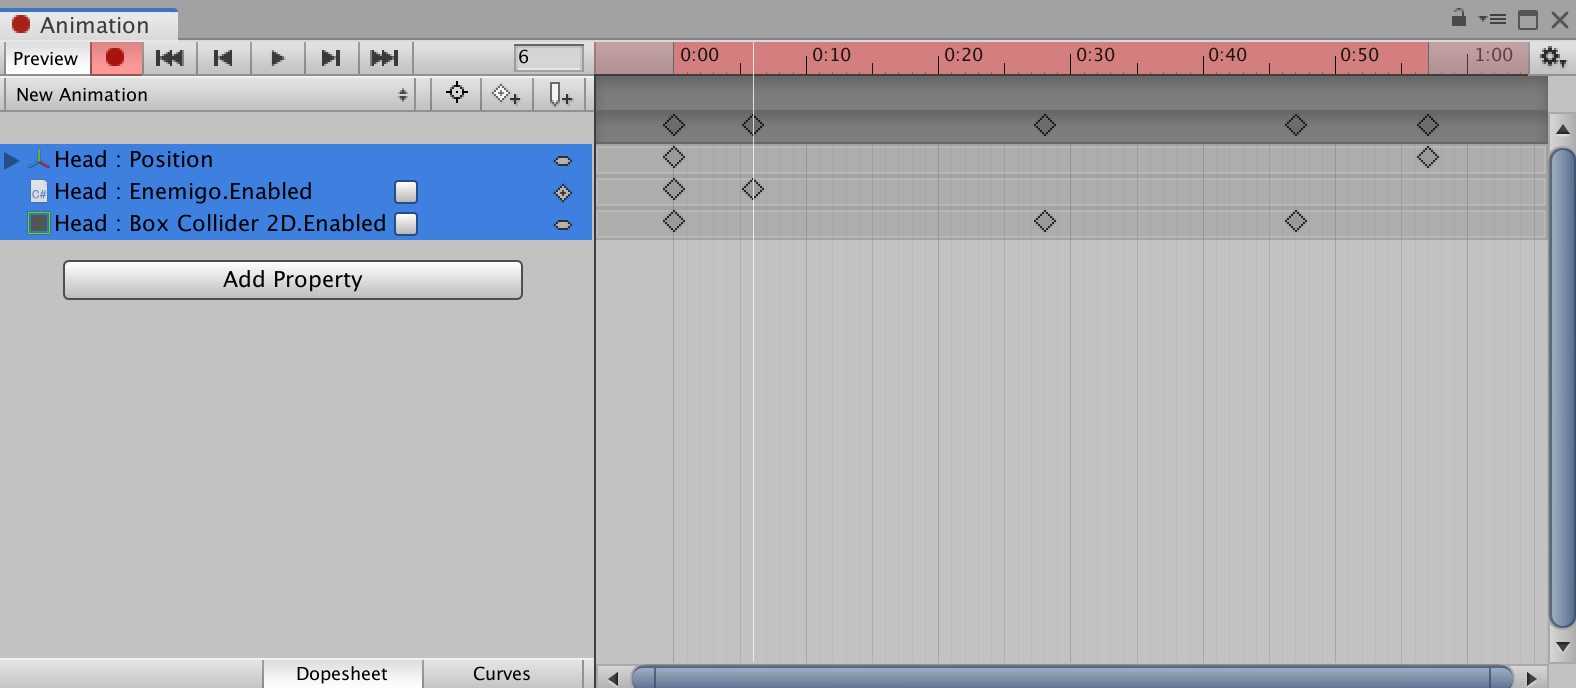 Animation
Preview
6
0:00 0:10 0:20 0:30 0:40 0:50 1:00
New Animation
Head : Position
C# Head : Enemigo.Enabled
Head : Box Collider 2D.Enabled
Add Property
Dopesheet Curves